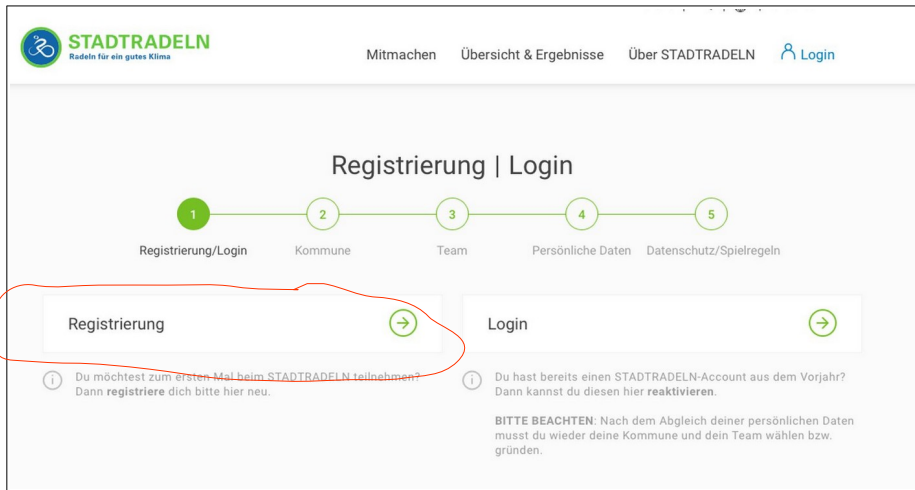 STADTRADELN
Radeln für ein gutes Klima
Mitmachen Übersicht & Ergebnisse Über STADTRADELN Login
Registrierung | Login
1 2 3 4 5
Registrierung/Login Kommune Team Persönliche Daten Datenschutz/Spielregeln
Registrierung
Du möchtest zum ersten Mal beim STADTRADELN teilnehmen?
Dann registriere dich bitte hier neu.
Login
Du hast bereits einen STADTRADELN-Account aus dem Vorjahr?
Dann kannst du diesen hier reaktivieren.
BITTE BEACHTEN: Nach dem Abgleich deiner persönlichen Daten
musst du wieder deine Kommune und dein Team wählen bzw.
gründen.